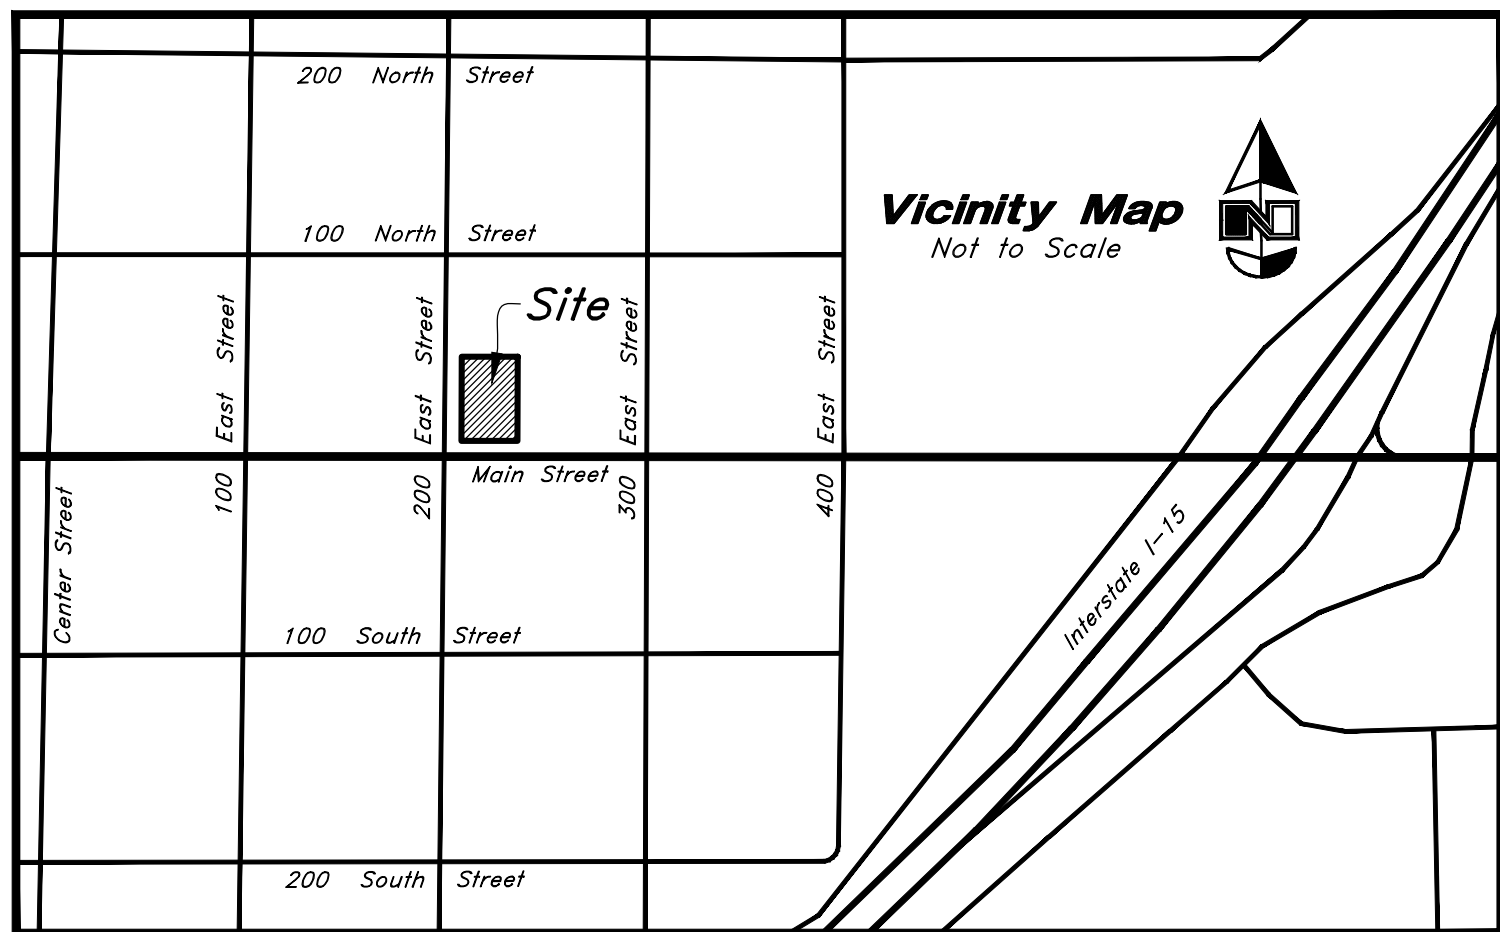 200 North Street
100 North Street
Vicinity Map
Not to Scale
N
Site
100 East Street
200 East Street
300 East Street
400 East Street
Main Street
Center Street
Interstate I-15
100 South Street
200 South Street